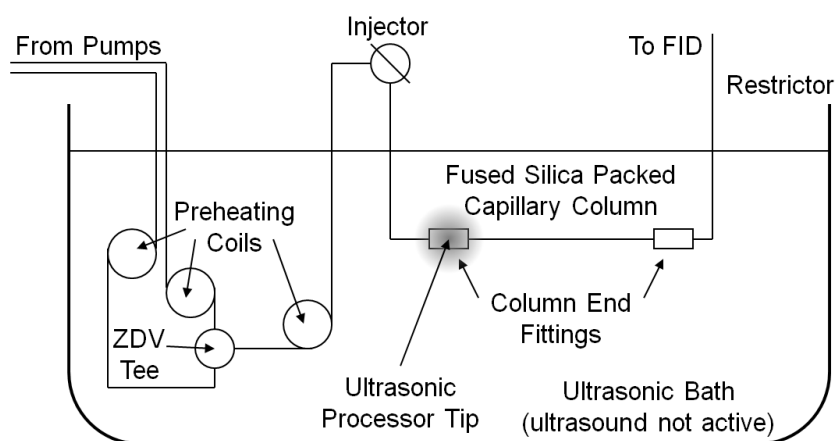 From Pumps
Injector
To FID
Restrictor
Fused Silica Packed
Capillary Column
Preheating
Coils
ZDV
Tee
Column End
Fittings
Ultrasonic
Processor Tip
Ultrasonic Bath
(ultrasound not active)